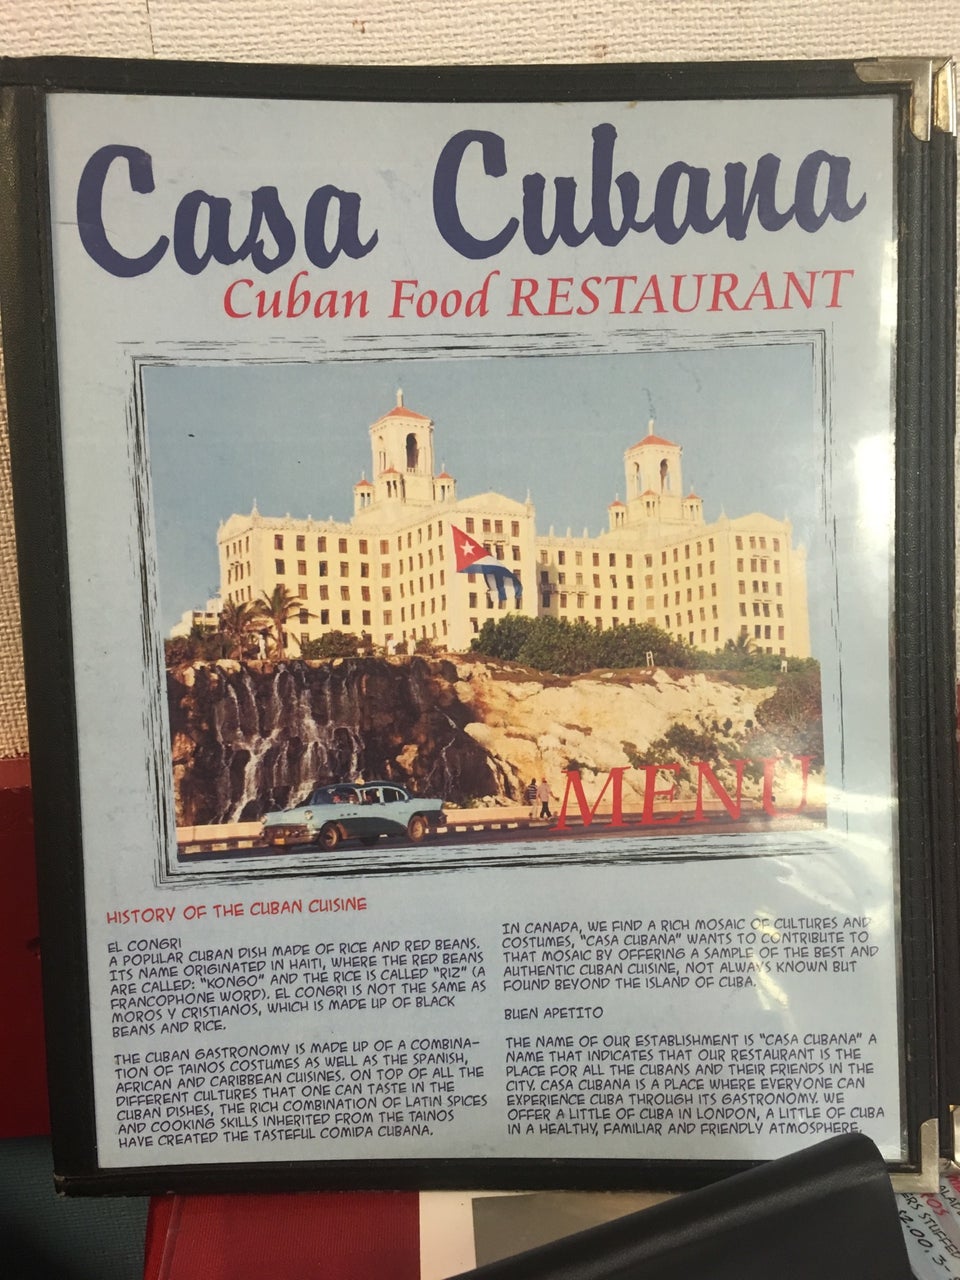 Casa Cubana
Cuban Food RESTAURANT
MENU
HISTORY OF THE CUBAN CUISINE
EL CONGRI
A POPULAR CUBAN DISH MADE OF RICE AND RED BEANS.
ITS NAME ORIGINATED IN HAITI, WHERE THE RED BEANS
ARE CALLED: "KONGO" AND THE RICE IS CALLED "RIZ" (A
FRANCOPHONE WORD). EL CONGRI IS NOT THE SAME AS
MOROS Y CRISTIANOS, WHICH IS MADE UP OF BLACK
BEANS AND RICE.
THE CUBAN GASTRONOMY IS MADE UP OF A COMBINA-
TION OF TAINOS COSTUMES AS WELL AS THE SPANISH,
AFRICAN AND CARIBBEAN CUISINES. ON TOP OF ALL THE
DIFFERENT CULTURES THAT ONE CAN TASTE IN THE
CUBAN DISHES, THE RICH COMBINATION OF LATIN SPICES
AND COOKING SKILLS INHERITED FROM THE TAINOS
HAVE CREATED THE TASTEFUL COMIDA CUBANA.
IN CANADA, WE FIND A RICH MOSAIC OF CULTURES AND
COSTUMES, "CASA CUBANA" WANTS TO CONTRIBUTE TO
THAT MOSAIC BY OFFERING A SAMPLE OF THE BEST AND
AUTHENTIC CUBAN CUISINE, NOT ALWAYS KNOWN BUT
FOUND BEYOND THE ISLAND OF CUBA.
BUEN APETITO
THE NAME OF OUR ESTABLISHMENT IS "CASA CUBANA" A
NAME THAT INDICATES THAT OUR RESTAURANT IS THE
PLACE FOR ALL THE CUBANS AND THEIR FRIENDS IN THE
CITY. CASA CUBANA IS A PLACE WHERE EVERYONE CAN
EXPERIENCE CUBA THROUGH ITS GASTRONOMY. WE
OFFER A LITTLE OF CUBA IN LONDON, A LITTLE OF CUBA
IN A HEALTHY, FAMILIAR AND FRIENDLY ATMOSPHERE.
STUFFED